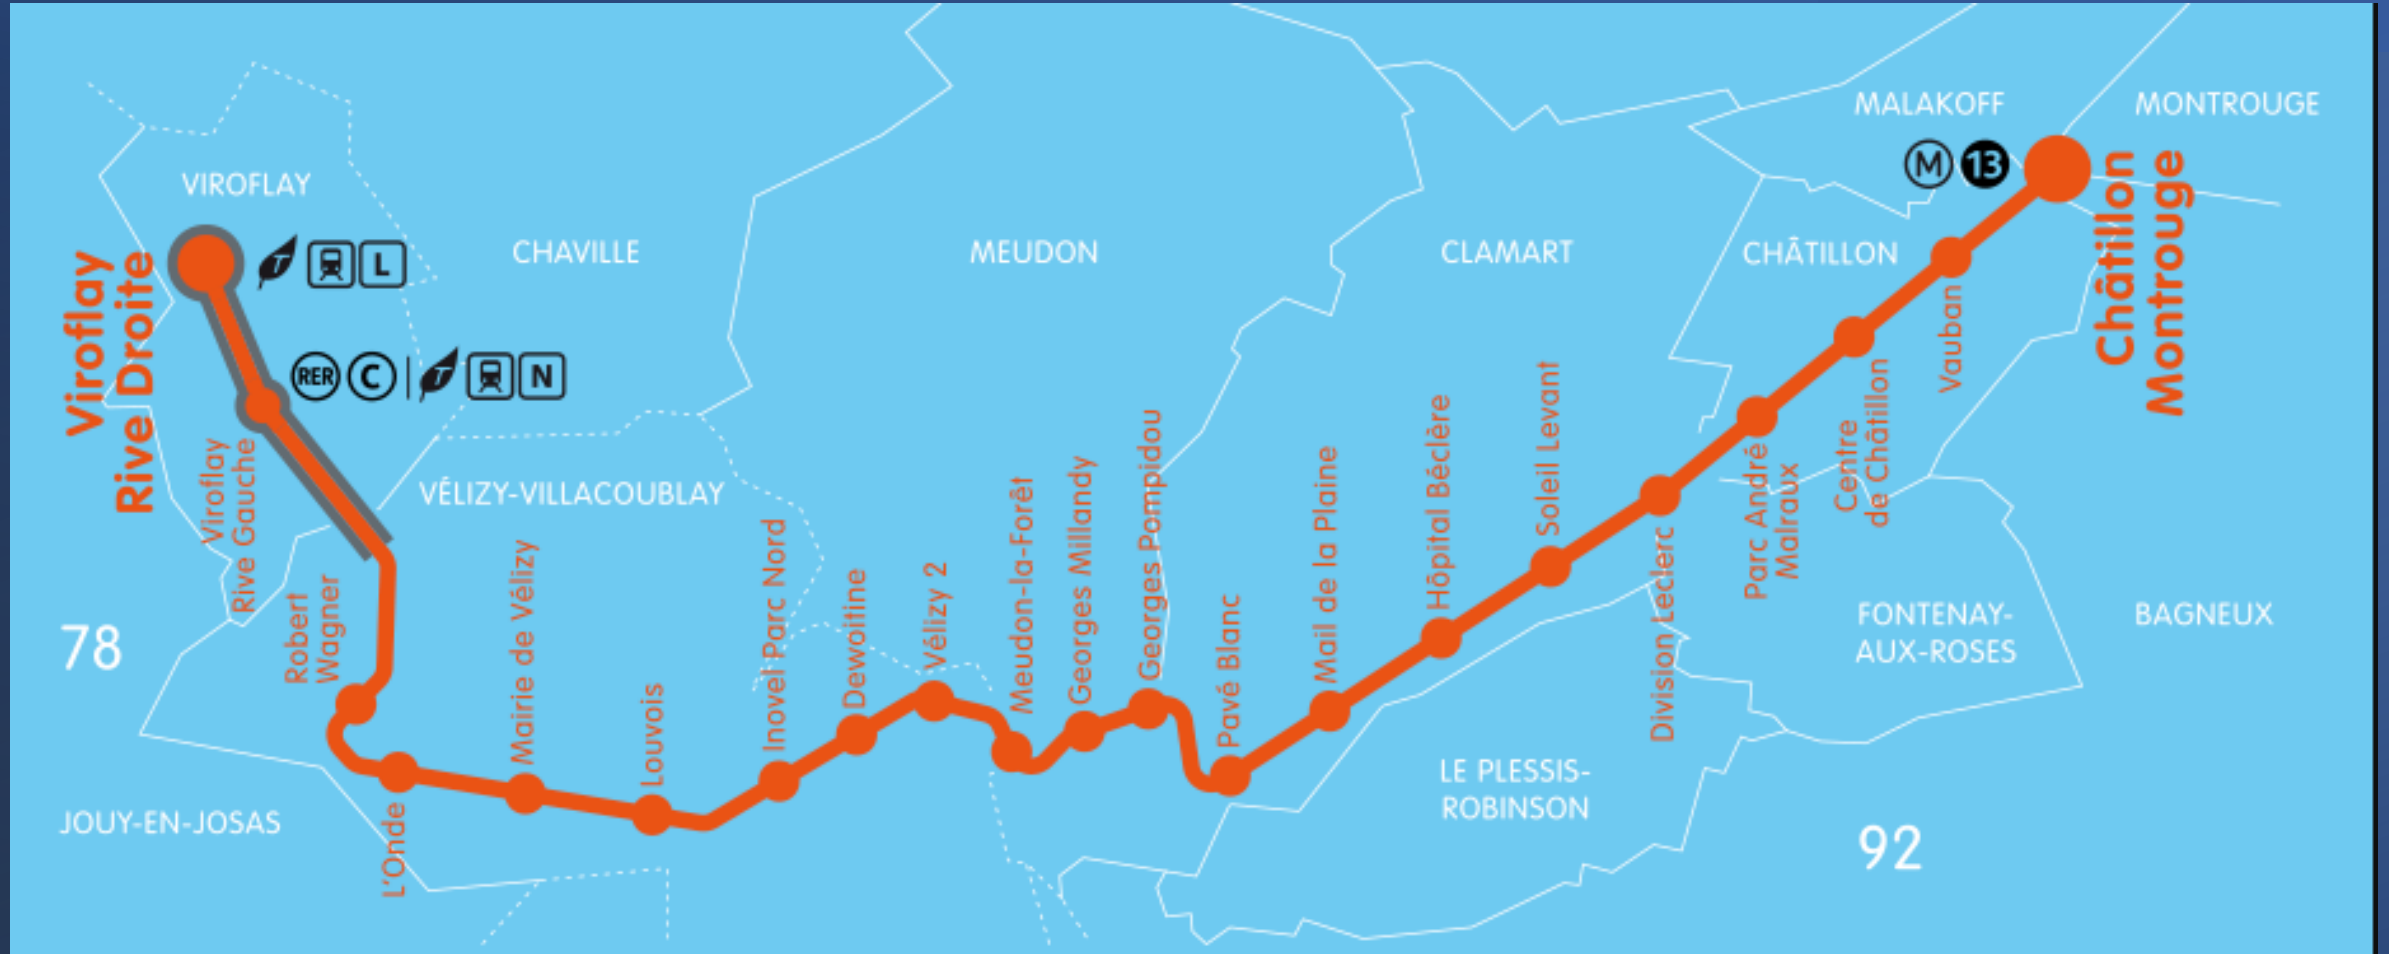 MALAKOFF
MONTROUGE
M 13
Châtillon
Montrouge
VIROFLAY
CHAVILLE
MEUDON
CLAMART
CHÂTILLON
Viroflay
Rive Droite
T L
RER C | T N
Viroflay
Rive Gauche
VÉLIZY-VILLACOUBLAY
78
Robert
Wagner
L'Onde
Mairie de Vélizy
Louvois
Inovel Parc Nord
Dewoitine
Vélizy 2
Meudon-la-Forêt
Georges Millandy
Georges Pompidou
Pavé Blanc
Mail de la Plaine
Hôpital Béclère
Soleil Levant
Division Leclerc
Parc André
Malraux
Centre
de Châtillon
Vauban
FONTENAY-
AUX-ROSES
BAGNEUX
JOUY-EN-JOSAS
LE PLESSIS-
ROBINSON
92